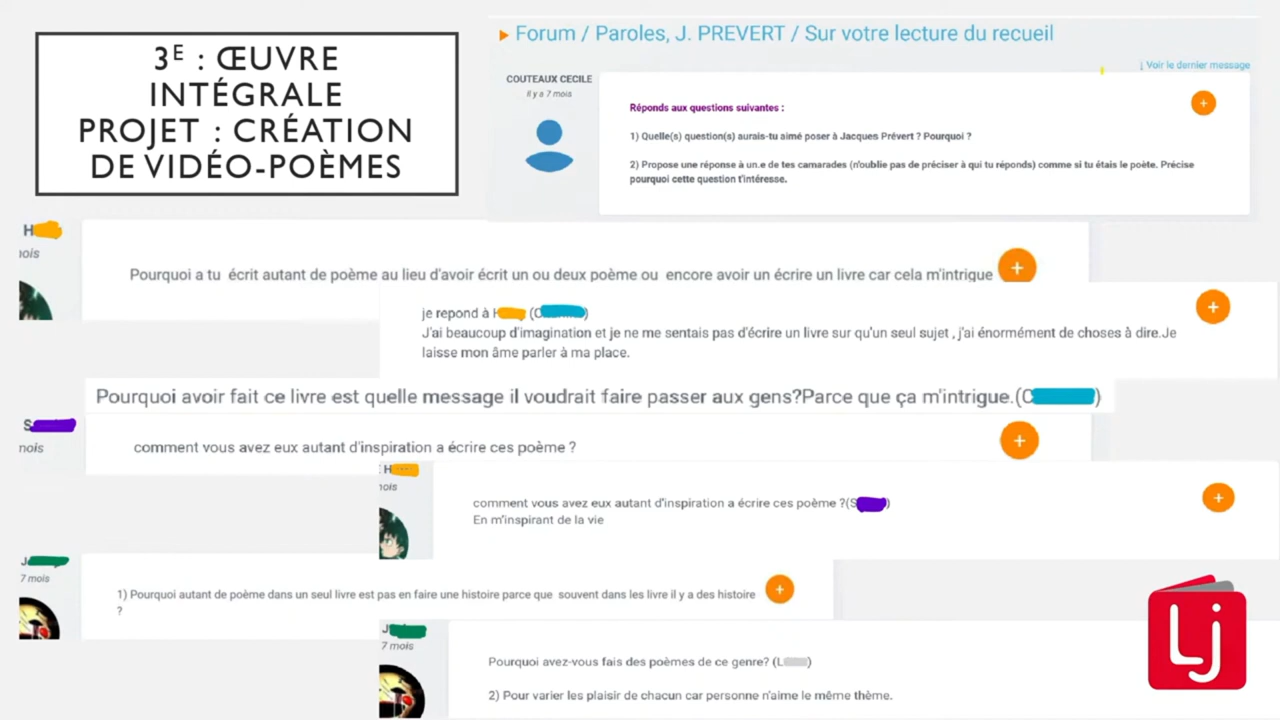 3E : ŒUVRE
INTÉGRALE
PROJET : CRÉATION
DE VIDÉO-POÈMES
Forum / Paroles, J. PREVERT / Sur votre lecture du recueil
Voir le dernier message
COUTEAUX CECILE
Il y a 7 mois
Réponds aux questions suivantes :
1) Quelle(s) question(s) aurais-tu aimé poser à Jacques Prévert ? Pourquoi ?
2) Propose une réponse à un.e de tes camarades (n'oublie pas de préciser à qui tu réponds) comme si tu étais le poète. Précise
pourquoi cette question t'intéresse.
H
nois
Pourquoi a tu écrit autant de poème au lieu d'avoir écrit un ou deux poème ou encore avoir un écrire un livre car cela m'intrigue
je repond à H (C)
J'ai beaucoup d'imagination et je ne me sentais pas d'écrire un livre sur qu'un seul sujet , j'ai énormément de choses à dire.Je
laisse mon âme parler à ma place.
Pourquoi avoir fait ce livre est quelle message il voudrait faire passer aux gens?Parce que ça m'intrigue.(C)
S
nois
comment vous avez eux autant d'inspiration a écrire ces poème ?
H
nois
comment vous avez eux autant d'inspiration a écrire ces poème ?(S)
En m'inspirant de la vie
J
7 mois
1) Pourquoi autant de poème dans un seul livre est pas en faire une histoire parce que souvent dans les livre il y a des histoire
?
J
7 mois
Pourquoi avez-vous fais des poèmes de ce genre? (L)
2) Pour varier les plaisir de chacun car personne n'aime le même thème.
Lj